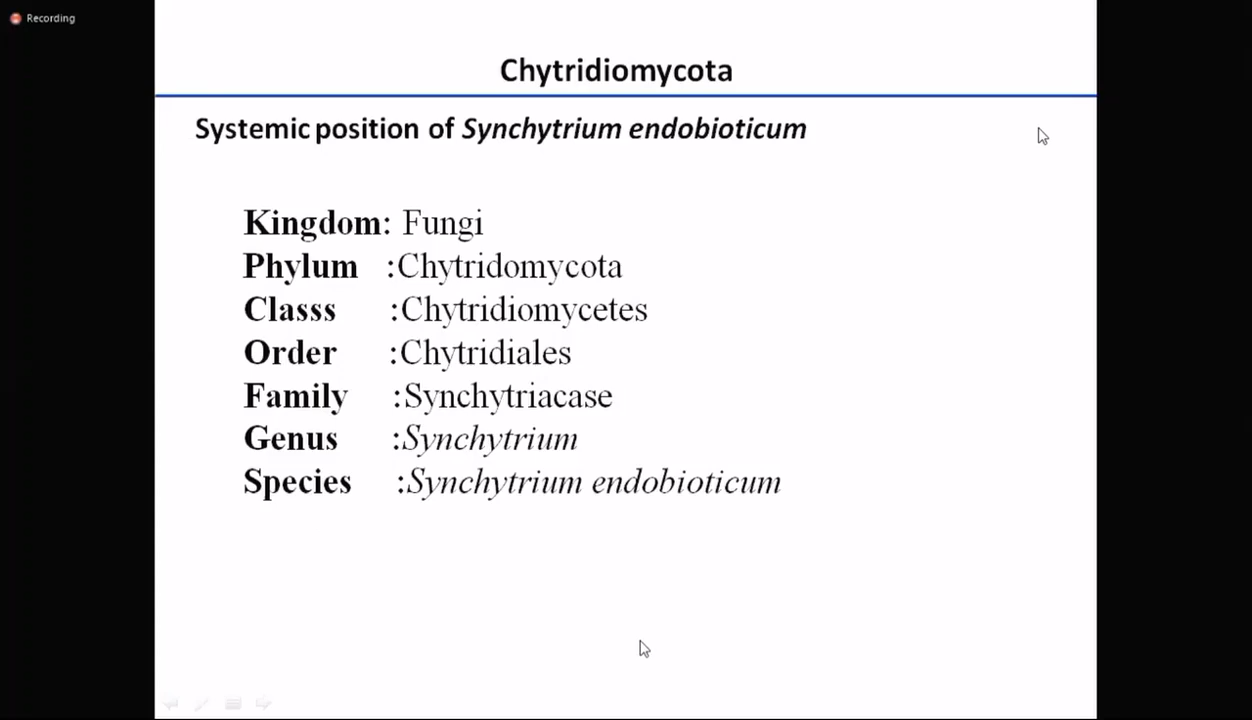 Recording
Chytridiomycota
Systemic position of Synchytrium endobioticum
Kingdom: Fungi
Phylum :Chytridomycota
Classs :Chytridiomycetes
Order :Chytridiales
Family :Synchytriacase
Genus :Synchytrium
Species :Synchytrium endobioticum